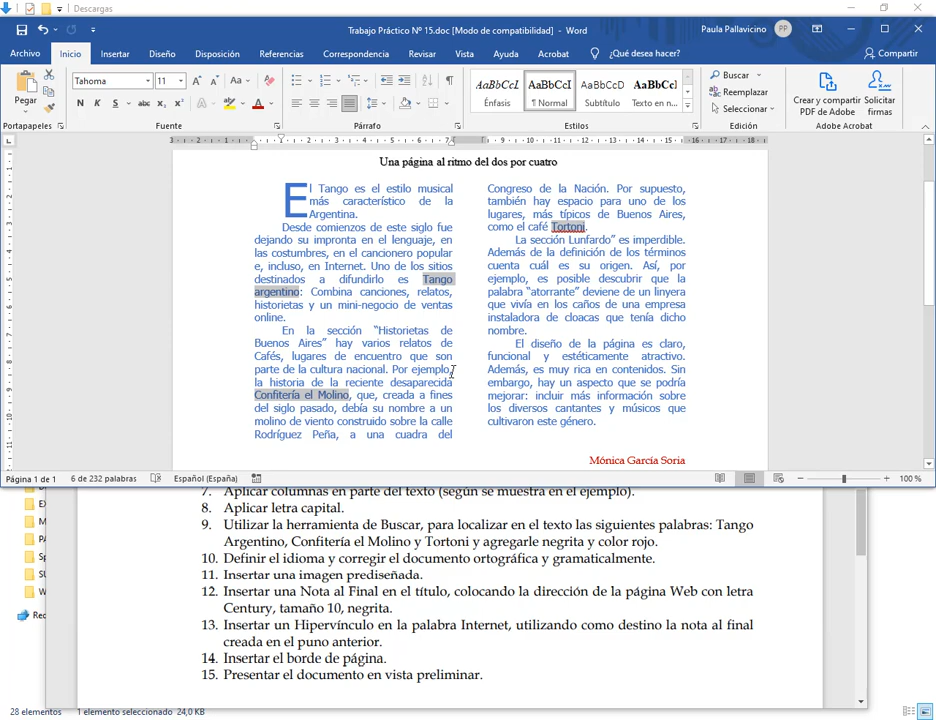 Descargas
Trabajo Práctico Nº 15.doc [Modo de compatibilidad] - Word
Paula Pallavicino
PP
Archivo Inicio Insertar Diseño Disposición Referencias Correspondencia Revisar Vista Ayuda Acrobat ¿Qué desea hacer? Compartir
Pegar
Tahoma 11
N K S abc x₂ x²
Aa
AaBbCcI AaBbCcI AaBbCcD AaBbCcI
Énfasis ¶ Normal Subtítulo Texto en n...
Buscar
Reemplazar
Seleccionar
Crear y compartir
PDF de Adobe
Solicitar
firmas
Portapapeles Fuente Párrafo Estilos Edición Adobe Acrobat
Una página al ritmo del dos por cuatro
El Tango es el estilo musical
más característico de la
Argentina.
Desde comienzos de este siglo fue
dejando su impronta en el lenguaje, en
las costumbres, en el cancionero popular
e, incluso, en Internet. Uno de los sitios
destinados a difundirlo es Tango
argentino: Combina canciones, relatos,
historietas y un mini-negocio de ventas
online.
En la sección “Historietas de
Buenos Aires” hay varios relatos de
Cafés, lugares de encuentro que son
parte de la cultura nacional. Por ejemplo,
la historia de la reciente desaparecida
Confitería el Molino, que, creada a fines
del siglo pasado, debía su nombre a un
molino de viento construido sobre la calle
Rodríguez Peña, a una cuadra del
Congreso de la Nación. Por supuesto,
también hay espacio para uno de los
lugares, más típicos de Buenos Aires,
como el café Tortoni.
La sección Lunfardo” es imperdible.
Además de la definición de los términos
cuenta cuál es su origen. Así, por
ejemplo, es posible descubrir que la
palabra “atorrante” deviene de un linyera
que vivía en los caños de una empresa
instaladora de cloacas que tenía dicho
nombre.
El diseño de la página es claro,
funcional y estéticamente atractivo.
Además, es muy rica en contenidos. Sin
embargo, hay un aspecto que se podría
mejorar: incluir más información sobre
los diversos cantantes y músicos que
cultivaron este género.
Mónica García Soria
Página 1 de 1 6 de 232 palabras Español (España) 100 %
7. Aplicar columnas en parte del texto (según se muestra en el ejemplo).
8. Aplicar letra capital.
9. Utilizar la herramienta de Buscar, para localizar en el texto las siguientes palabras: Tango
Argentino, Confitería el Molino y Tortoni y agregarle negrita y color rojo.
10. Definir el idioma y corregir el documento ortográfica y gramaticalmente.
11. Insertar una imagen prediseñada.
12. Insertar una Nota al Final en el título, colocando la dirección de la página Web con letra
Century, tamaño 10, negrita.
13. Insertar un Hipervínculo en la palabra Internet, utilizando como destino la nota al final
creada en el puno anterior.
14. Insertar el borde de página.
15. Presentar el documento en vista preliminar.
28 elementos 1 elemento seleccionado 24,0 KB